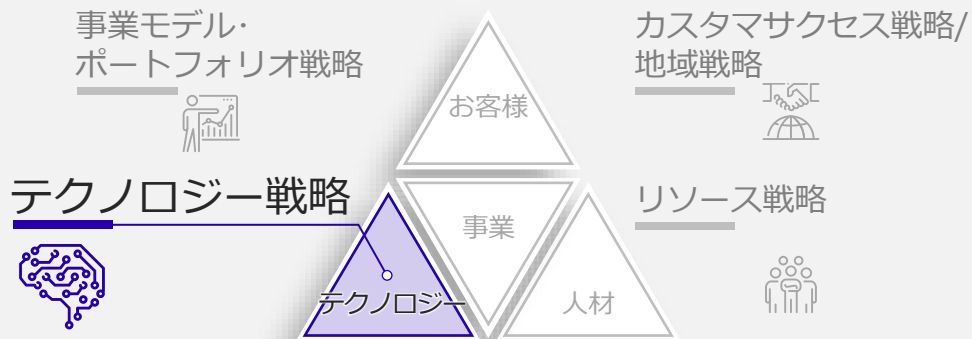 事業モデル・
ポートフォリオ戦略
カスタマサクセス戦略/
地域戦略
お客様
テクノロジー戦略
事業
リソース戦略
テクノロジー
人材